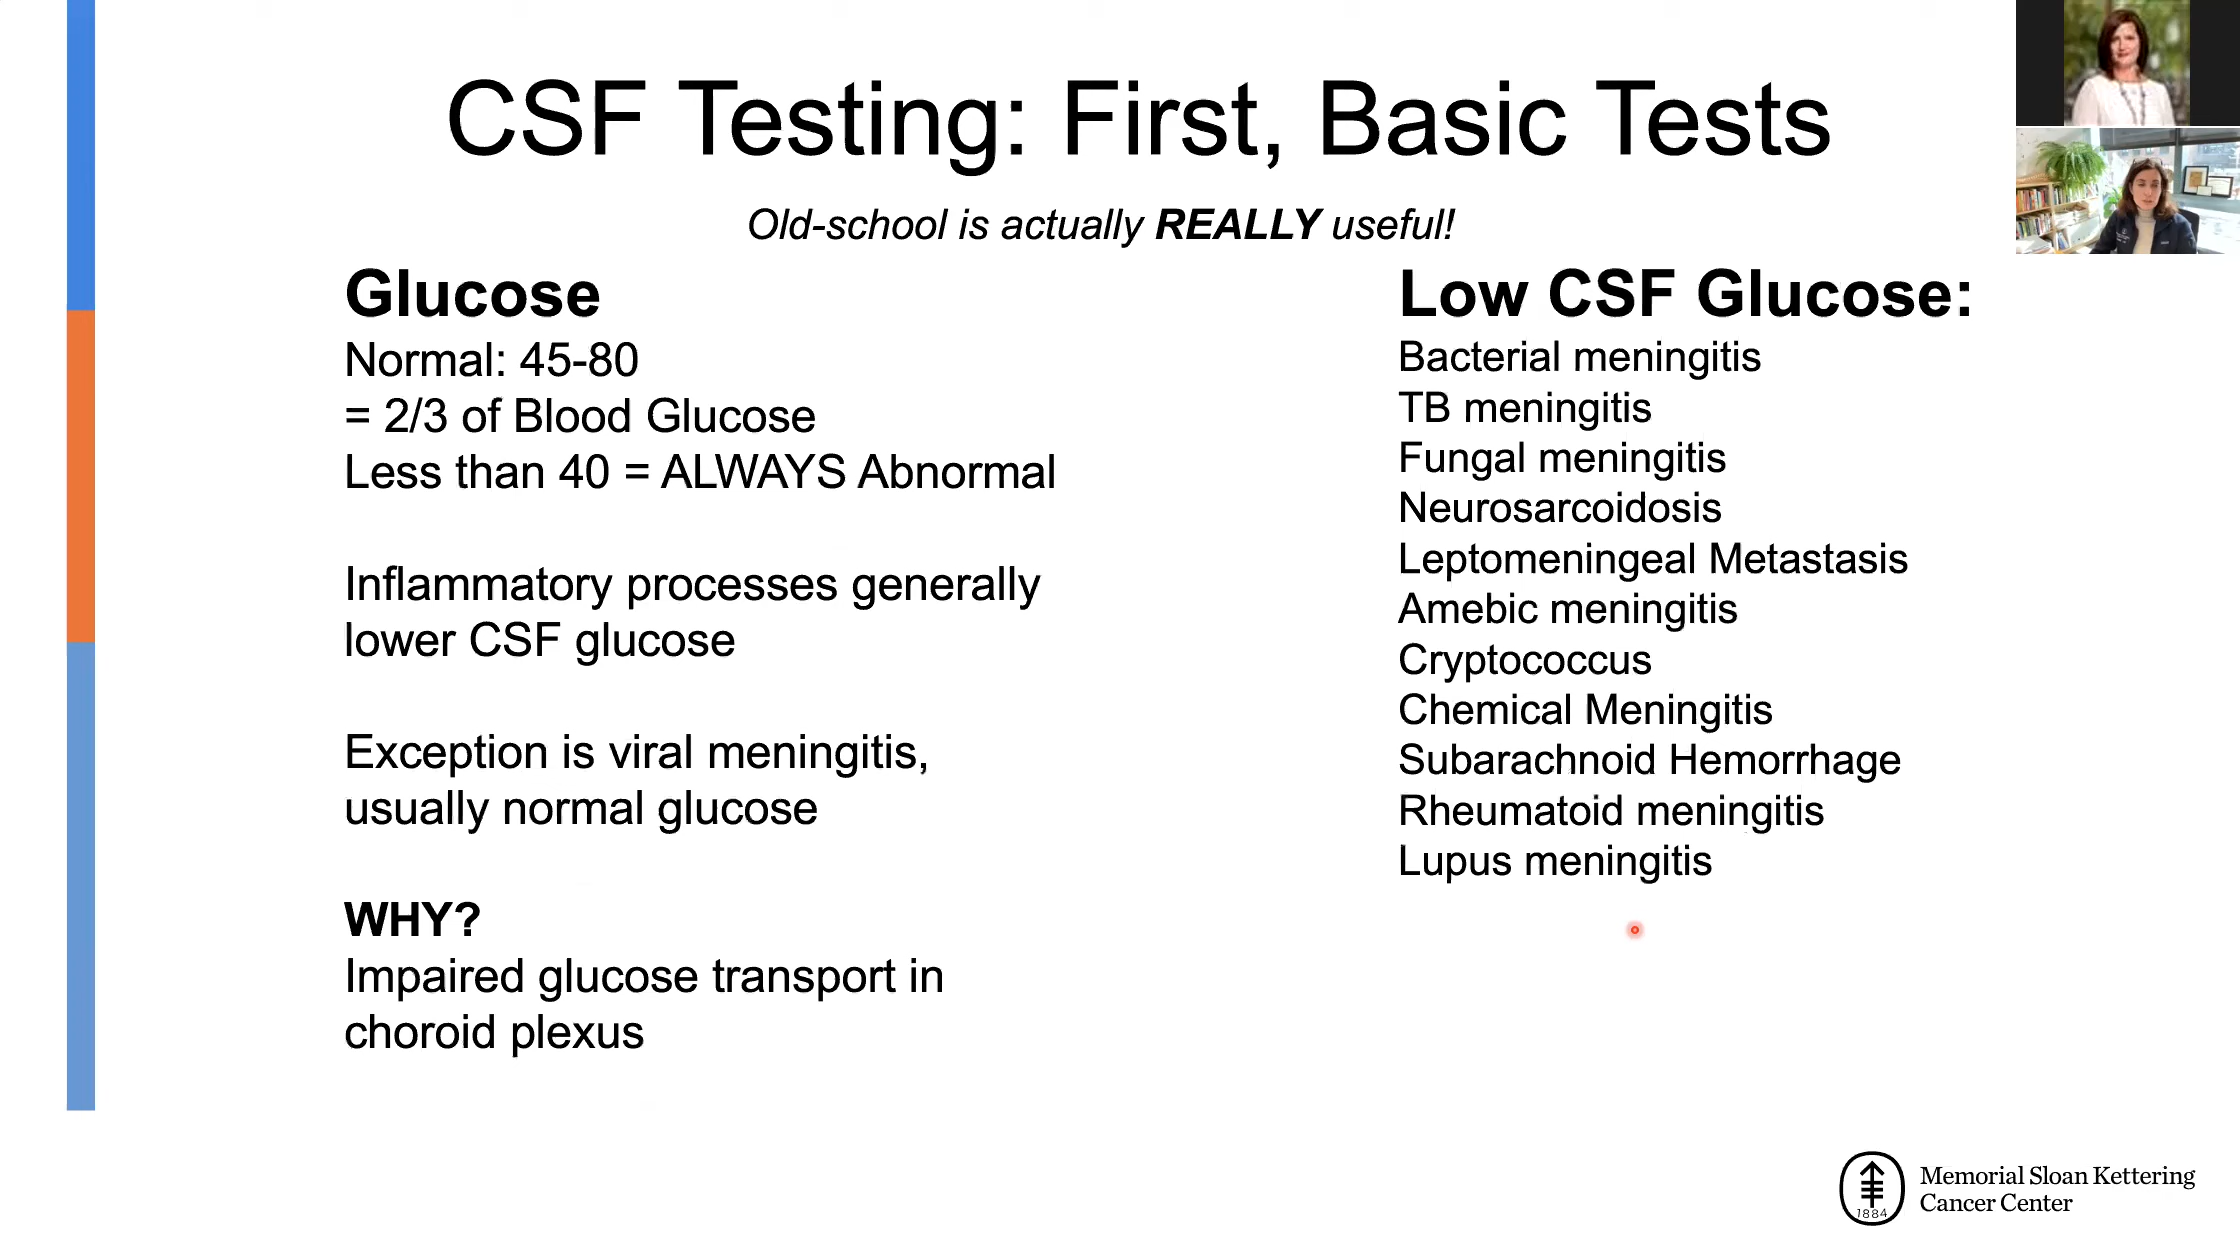 CSF Testing: First, Basic Tests
Old-school is actually REALLY useful!
Glucose
Normal: 45-80
= 2/3 of Blood Glucose
Less than 40 = ALWAYS Abnormal
Inflammatory processes generally
lower CSF glucose
Exception is viral meningitis,
usually normal glucose
WHY?
Impaired glucose transport in
choroid plexus
Low CSF Glucose:
Bacterial meningitis
TB meningitis
Fungal meningitis
Neurosarcoidosis
Leptomeningeal Metastasis
Amebic meningitis
Cryptococcus
Chemical Meningitis
Subarachnoid Hemorrhage
Rheumatoid meningitis
Lupus meningitis
1884
Memorial Sloan Kettering
Cancer Center